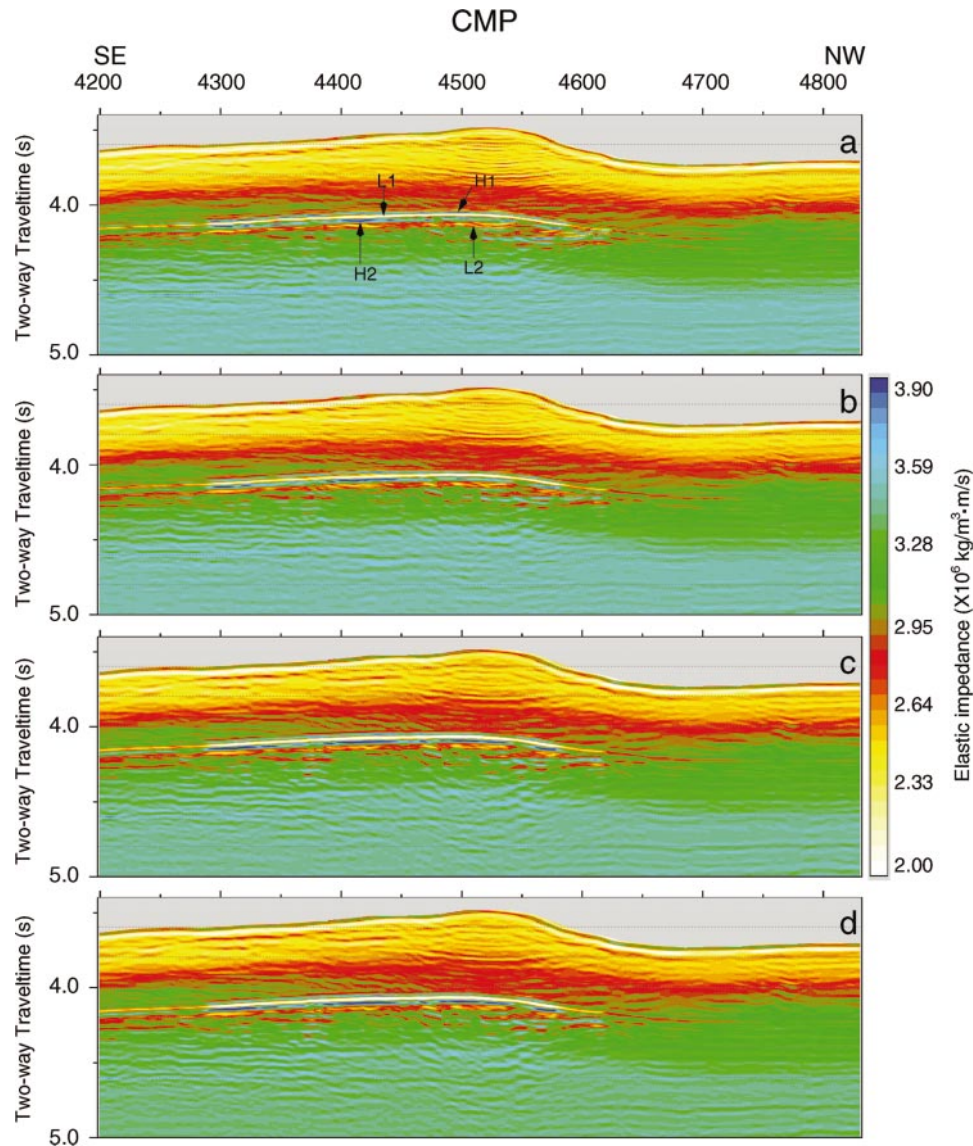 CMP
SE NW
4200 4300 4400 4500 4600 4700 4800
Two-way Traveltime (s)
4.0
5.0
a
L1
H1
H2
L2
Two-way Traveltime (s)
4.0
5.0
b
Two-way Traveltime (s)
4.0
5.0
c
Two-way Traveltime (s)
4.0
5.0
d
3.90
3.59
3.28
2.95
2.64
2.33
2.00
Elastic impedance (X10⁶ kg/m³·m/s)